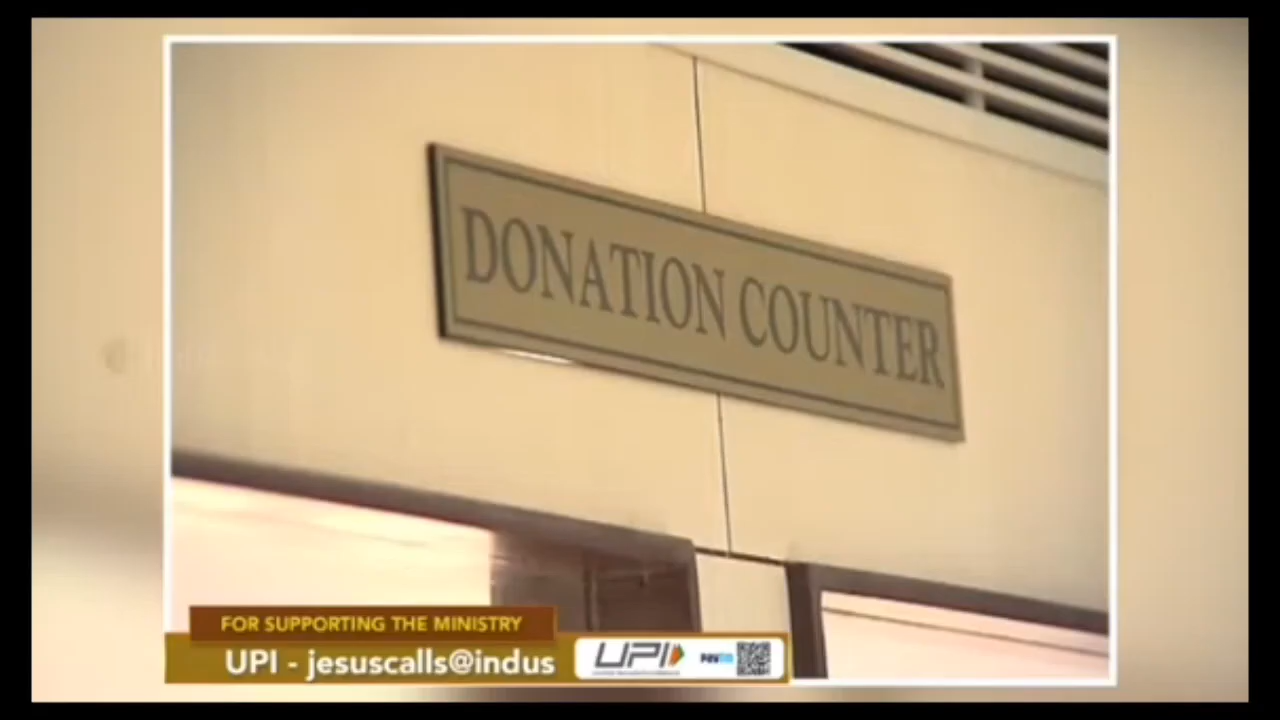 DONATION COUNTER
FOR SUPPORTING THE MINISTRY
UPI - jesuscalls@indus
UPI